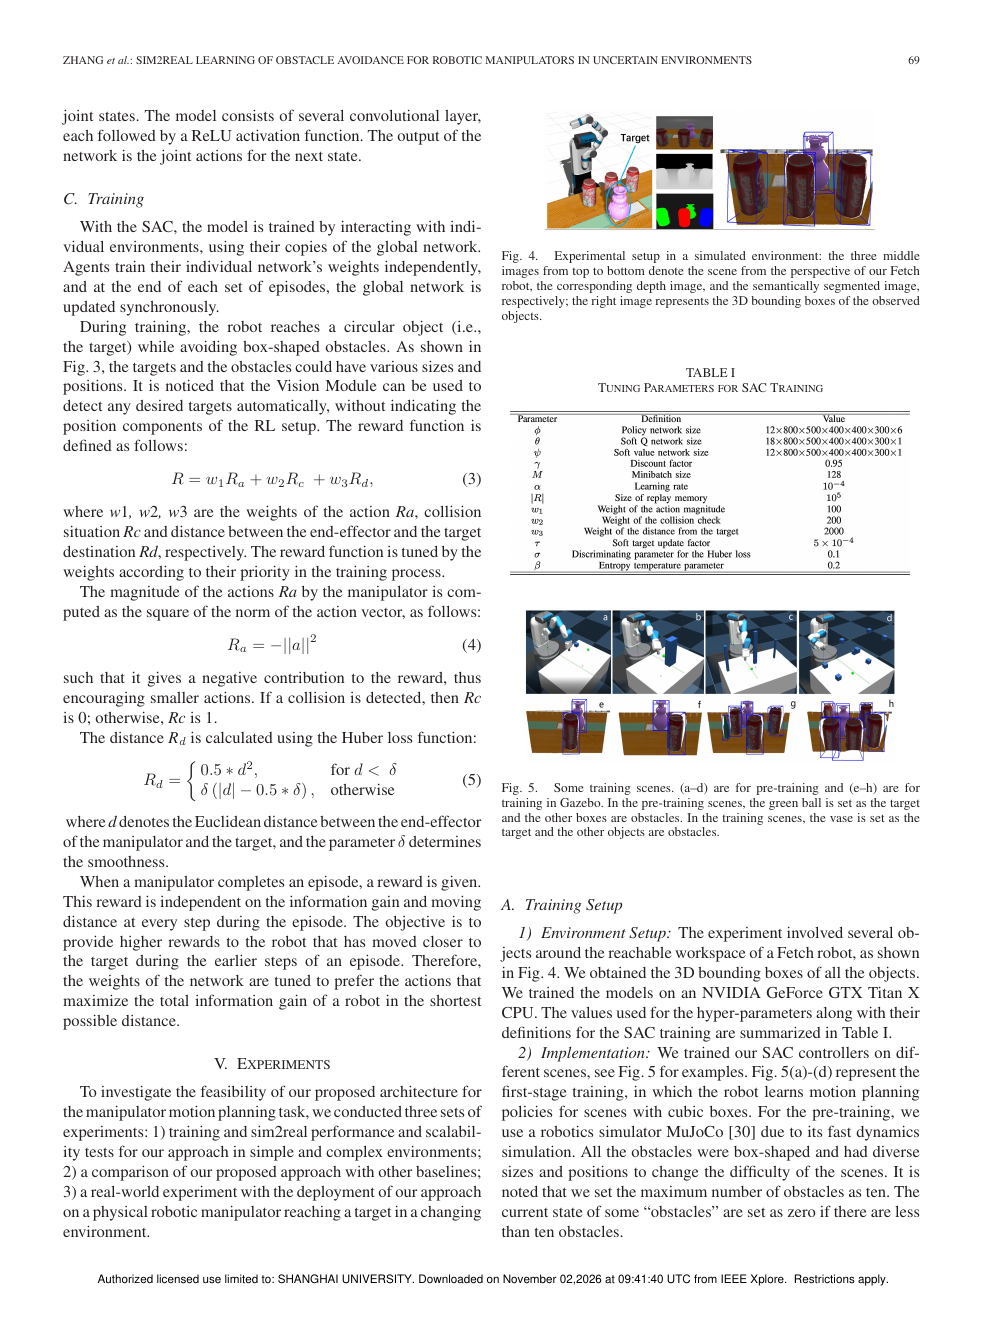 ZHANG et al.: SIM2REAL LEARNING OF OBSTACLE AVOIDANCE FOR ROBOTIC MANIPULATORS IN UNCERTAIN ENVIRONMENTS 69
joint states. The model consists of several convolutional layer,
each followed by a ReLU activation function. The output of the
network is the joint actions for the next state.
C. Training
With the SAC, the model is trained by interacting with indi-
vidual environments, using their copies of the global network.
Agents train their individual network's weights independently,
and at the end of each set of episodes, the global network is
updated synchronously.
During training, the robot reaches a circular object (i.e.,
the target) while avoiding box-shaped obstacles. As shown in
Fig. 3, the targets and the obstacles could have various sizes and
positions. It is noticed that the Vision Module can be used to
detect any desired targets automatically, without indicating the
position components of the RL setup. The reward function is
defined as follows:
R = w₁Rₐ + w₂R_c + w₃R_d, (3)
where w1, w2, w3 are the weights of the action Ra, collision
situation Rc and distance between the end-effector and the target
destination Rd, respectively. The reward function is tuned by the
weights according to their priority in the training process.
The magnitude of the actions Ra by the manipulator is com-
puted as the square of the norm of the action vector, as follows:
Rₐ = −||a||² (4)
such that it gives a negative contribution to the reward, thus
encouraging smaller actions. If a collision is detected, then Rc
is 0; otherwise, Rc is 1.
The distance R_d is calculated using the Huber loss function:
R_d = { 0.5 ∗ d², for d < δ
δ (|d| − 0.5 ∗ δ), otherwise (5)
where d denotes the Euclidean distance between the end-effector
of the manipulator and the target, and the parameter δ determines
the smoothness.
When a manipulator completes an episode, a reward is given.
This reward is independent on the information gain and moving
distance at every step during the episode. The objective is to
provide higher rewards to the robot that has moved closer to
the target during the earlier steps of an episode. Therefore,
the weights of the network are tuned to prefer the actions that
maximize the total information gain of a robot in the shortest
possible distance.
V. EXPERIMENTS
To investigate the feasibility of our proposed architecture for
the manipulator motion planning task, we conducted three sets of
experiments: 1) training and sim2real performance and scalabil-
ity tests for our approach in simple and complex environments;
2) a comparison of our proposed approach with other baselines;
3) a real-world experiment with the deployment of our approach
on a physical robotic manipulator reaching a target in a changing
environment.
Target
Fig. 4. Experimental setup in a simulated environment: the three middle
images from top to bottom denote the scene from the perspective of our Fetch
robot, the corresponding depth image, and the semantically segmented image,
respectively; the right image represents the 3D bounding boxes of the observed
objects.
TABLE I
TUNING PARAMETERS FOR SAC TRAINING
Parameter Definition Value
ϕ Policy network size 12×800×500×400×400×300×6
θ Soft Q network size 18×800×500×400×400×300×1
ψ Soft value network size 12×800×500×400×400×300×1
γ Discount factor 0.95
M Minibatch size 128
α Learning rate 10⁻⁴
|R| Size of replay memory 10⁵
w₁ Weight of the action magnitude 100
w₂ Weight of the collision check 200
w₃ Weight of the distance from the target 2000
τ Soft target update factor 5 × 10⁻⁴
σ Discriminating parameter for the Huber loss 0.1
β Entropy temperature parameter 0.2
a b c d
e f g h
Fig. 5. Some training scenes. (a–d) are for pre-training and (e–h) are for
training in Gazebo. In the pre-training scenes, the green ball is set as the target
and the other boxes are obstacles. In the training scenes, the vase is set as the
target and the other objects are obstacles.
A. Training Setup
1) Environment Setup: The experiment involved several ob-
jects around the reachable workspace of a Fetch robot, as shown
in Fig. 4. We obtained the 3D bounding boxes of all the objects.
We trained the models on an NVIDIA GeForce GTX Titan X
CPU. The values used for the hyper-parameters along with their
definitions for the SAC training are summarized in Table I.
2) Implementation: We trained our SAC controllers on dif-
ferent scenes, see Fig. 5 for examples. Fig. 5(a)-(d) represent the
first-stage training, in which the robot learns motion planning
policies for scenes with cubic boxes. For the pre-training, we
use a robotics simulator MuJoCo [30] due to its fast dynamics
simulation. All the obstacles were box-shaped and had diverse
sizes and positions to change the difficulty of the scenes. It is
noted that we set the maximum number of obstacles as ten. The
current state of some “obstacles” are set as zero if there are less
than ten obstacles.
Authorized licensed use limited to: SHANGHAI UNIVERSITY. Downloaded on November 02,2026 at 09:41:40 UTC from IEEE Xplore. Restrictions apply.